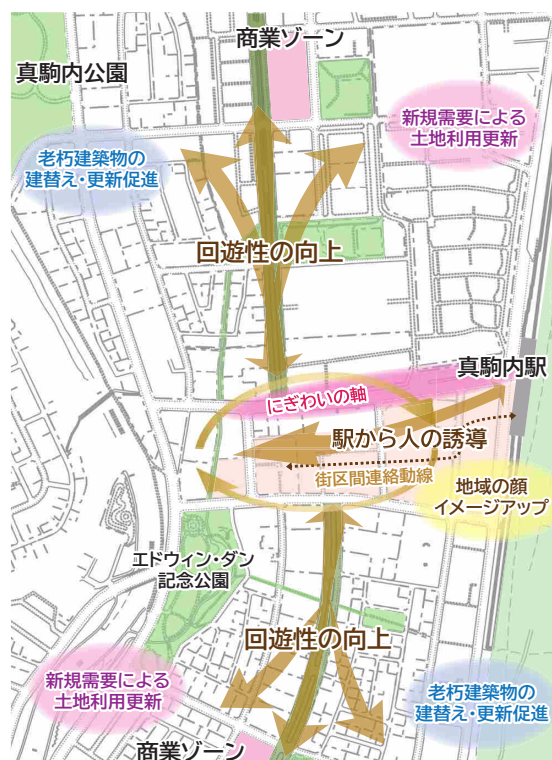 商業ゾーン
真駒内公園
新規需要による
土地利用更新
老朽建築物の
建替え・更新促進
回遊性の向上
真駒内駅
にぎわいの軸
駅から人の誘導
街区間連絡動線
地域の顔
イメージアップ
エドウィン・ダン
記念公園
回遊性の向上
新規需要による
土地利用更新
老朽建築物の
建替え・更新促進
商業ゾーン